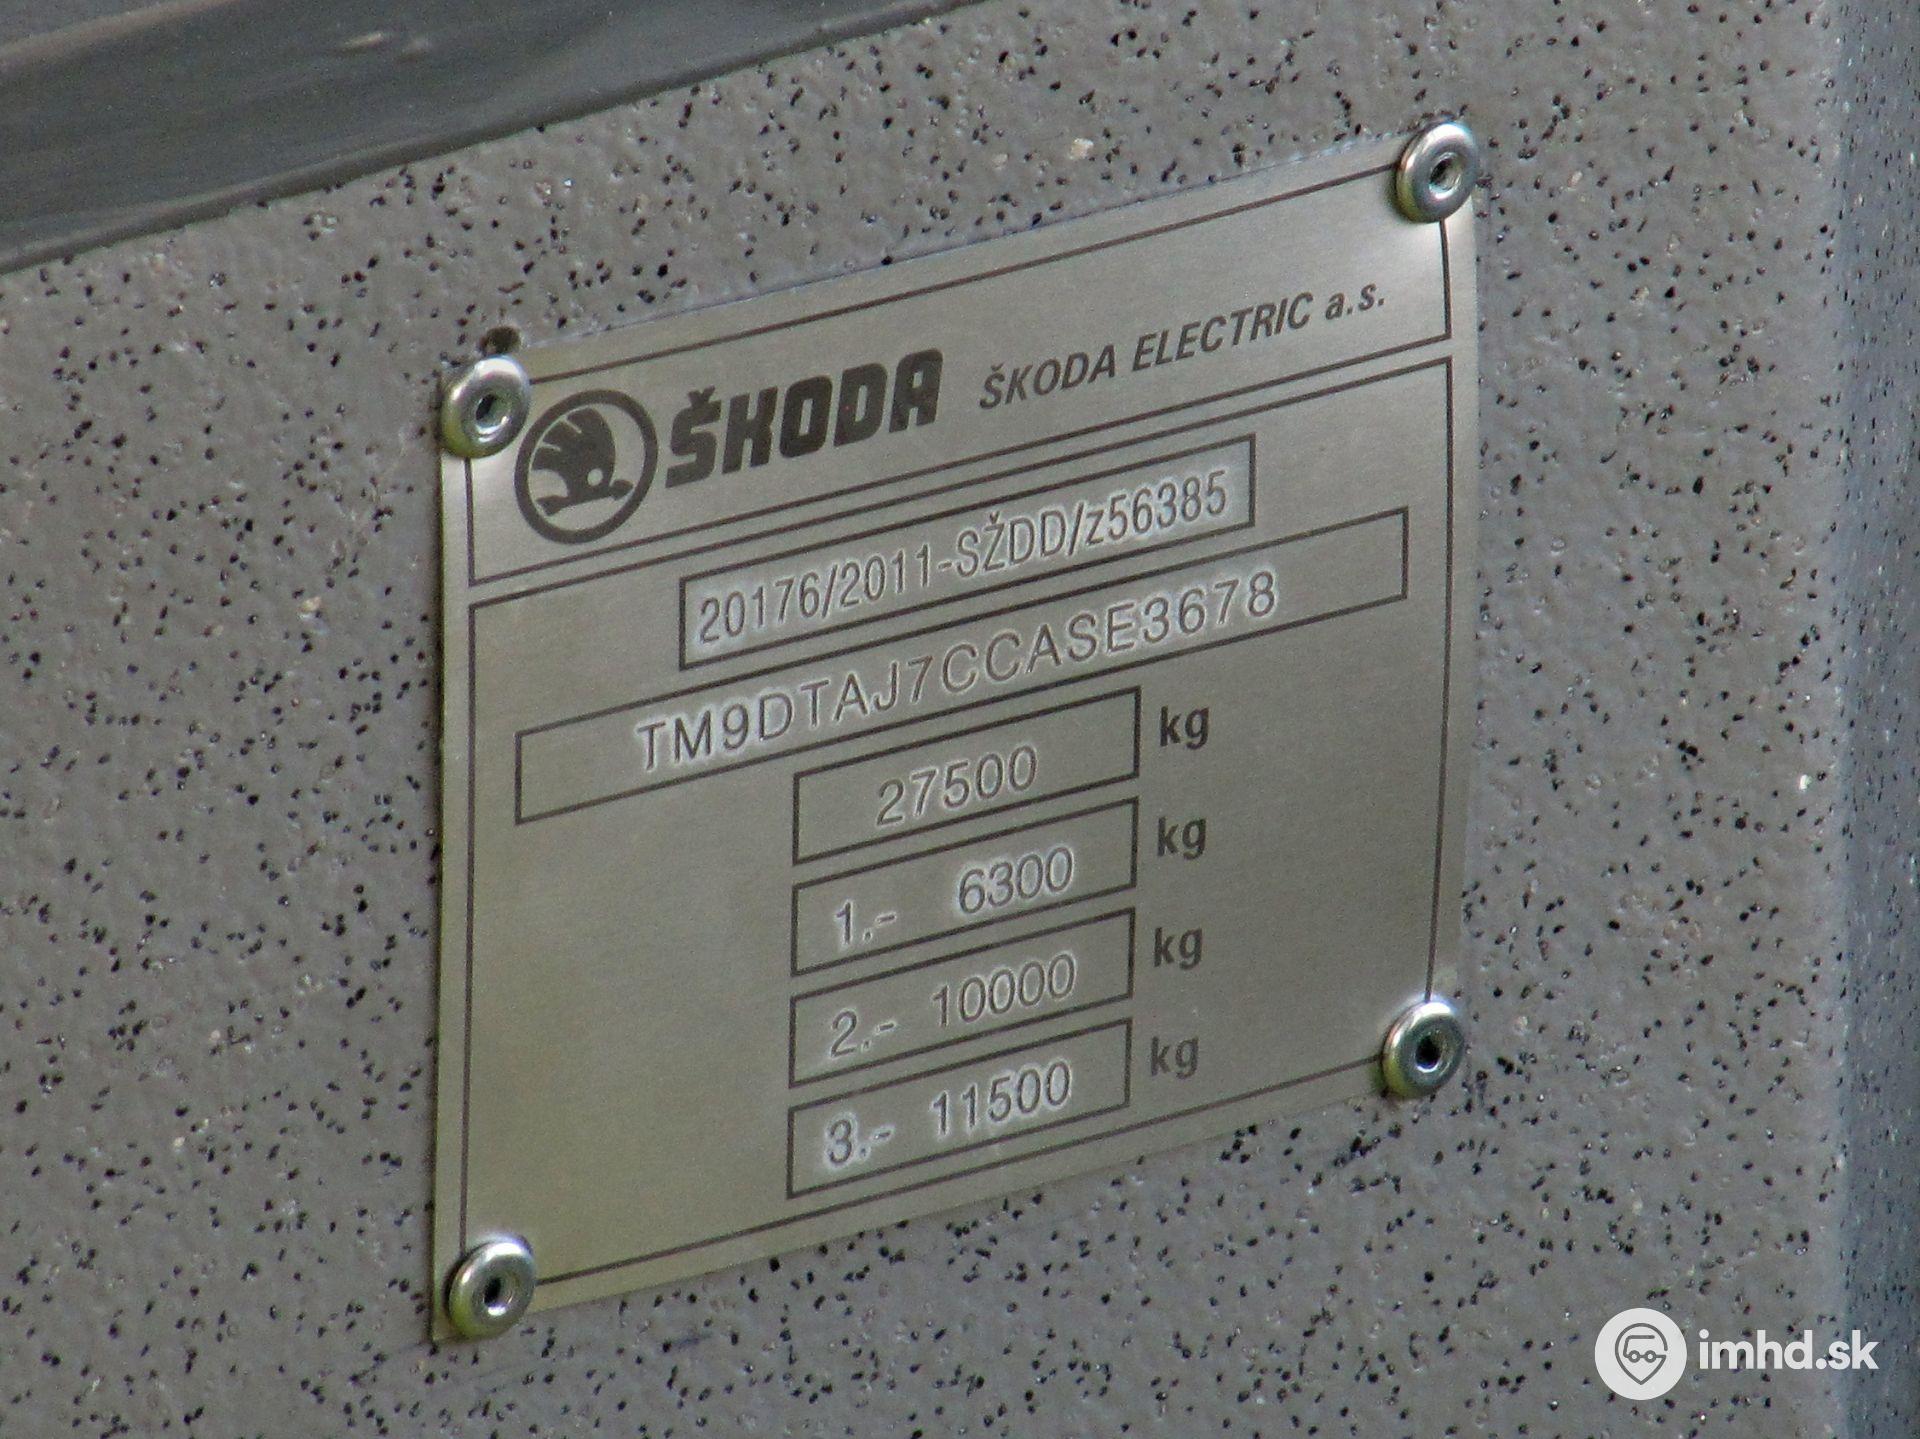 ŠKODA ŠKODA ELECTRIC a.s.
20176/2011-SŽDD/z56385
TM9DTAJ7CCASE3678
27500 kg
1.- 6300 kg
2.- 10000 kg
3.- 11500 kg
imhd.sk